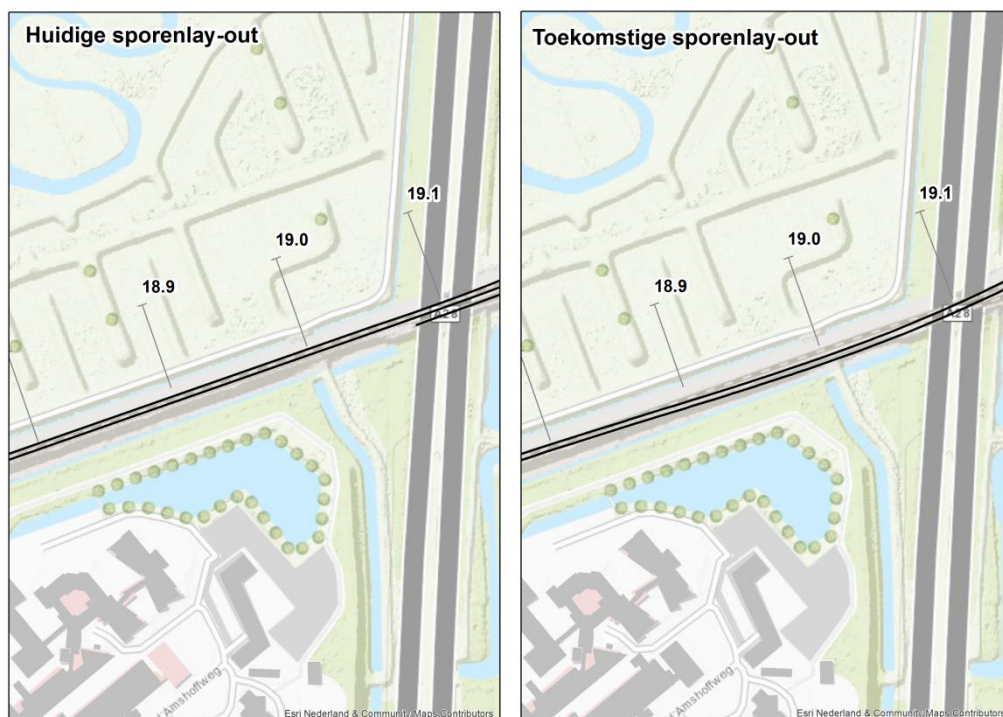 Huidige sporenlay-out
19.1
19.0
18.9
A28
Amshoffweg
Esri Nederland & Community Maps Contributors
Toekomstige sporenlay-out
19.1
19.0
18.9
A28
Amshoffweg
Esri Nederland & Community Maps Contributors